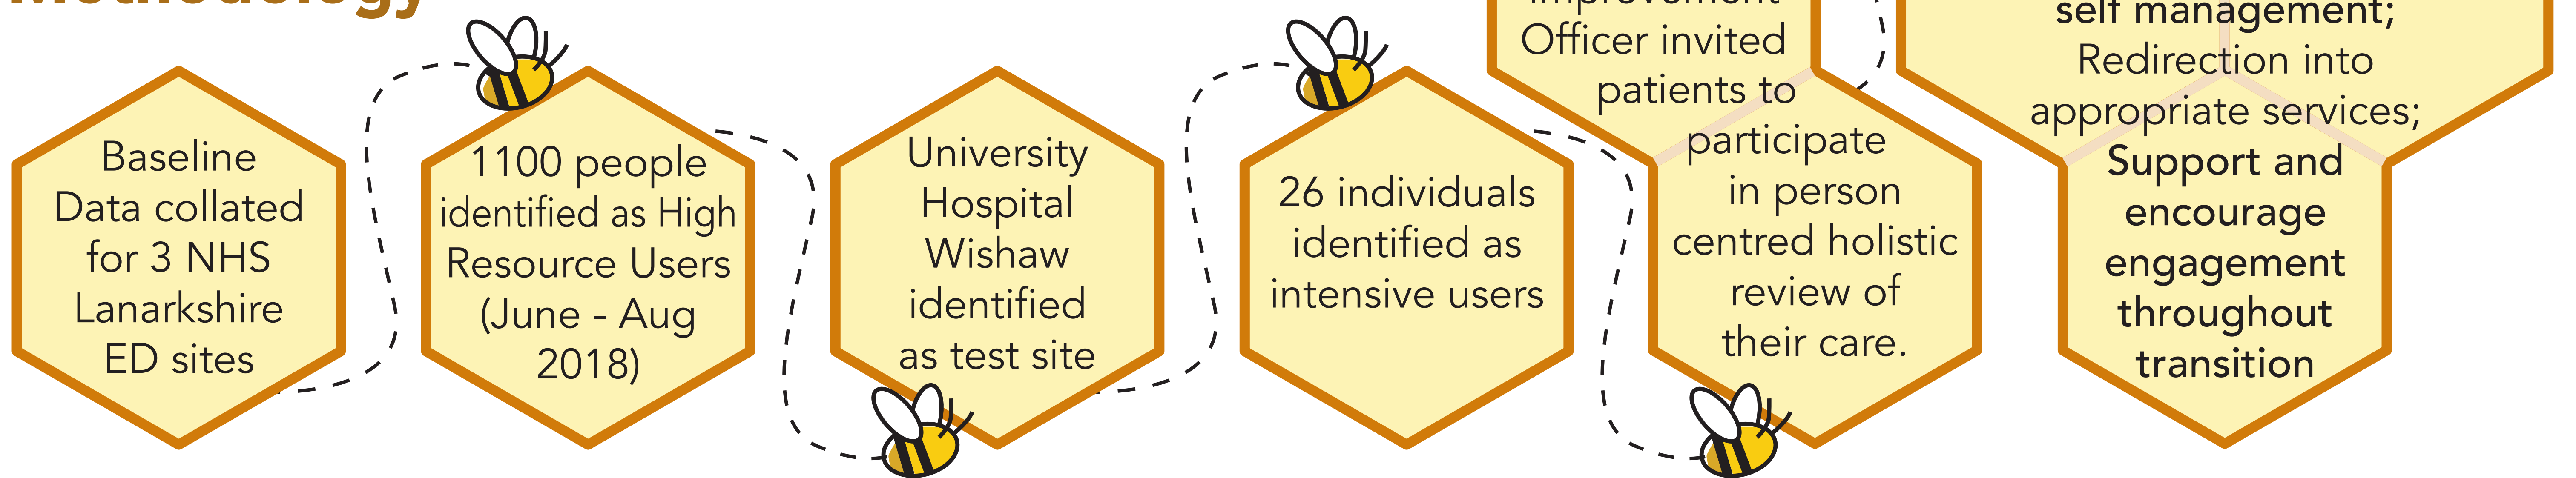 Methodology
Baseline
Data collated
for 3 NHS
Lanarkshire
ED sites
1100 people
identified as High
Resource Users
(June - Aug
2018)
University
Hospital
Wishaw
identified
as test site
26 individuals
identified as
intensive users
Improvement
Officer invited
patients to
participate
in person
centred holistic
review of
their care.
self management;
Redirection into
appropriate services;
Support and
encourage
engagement
throughout
transition